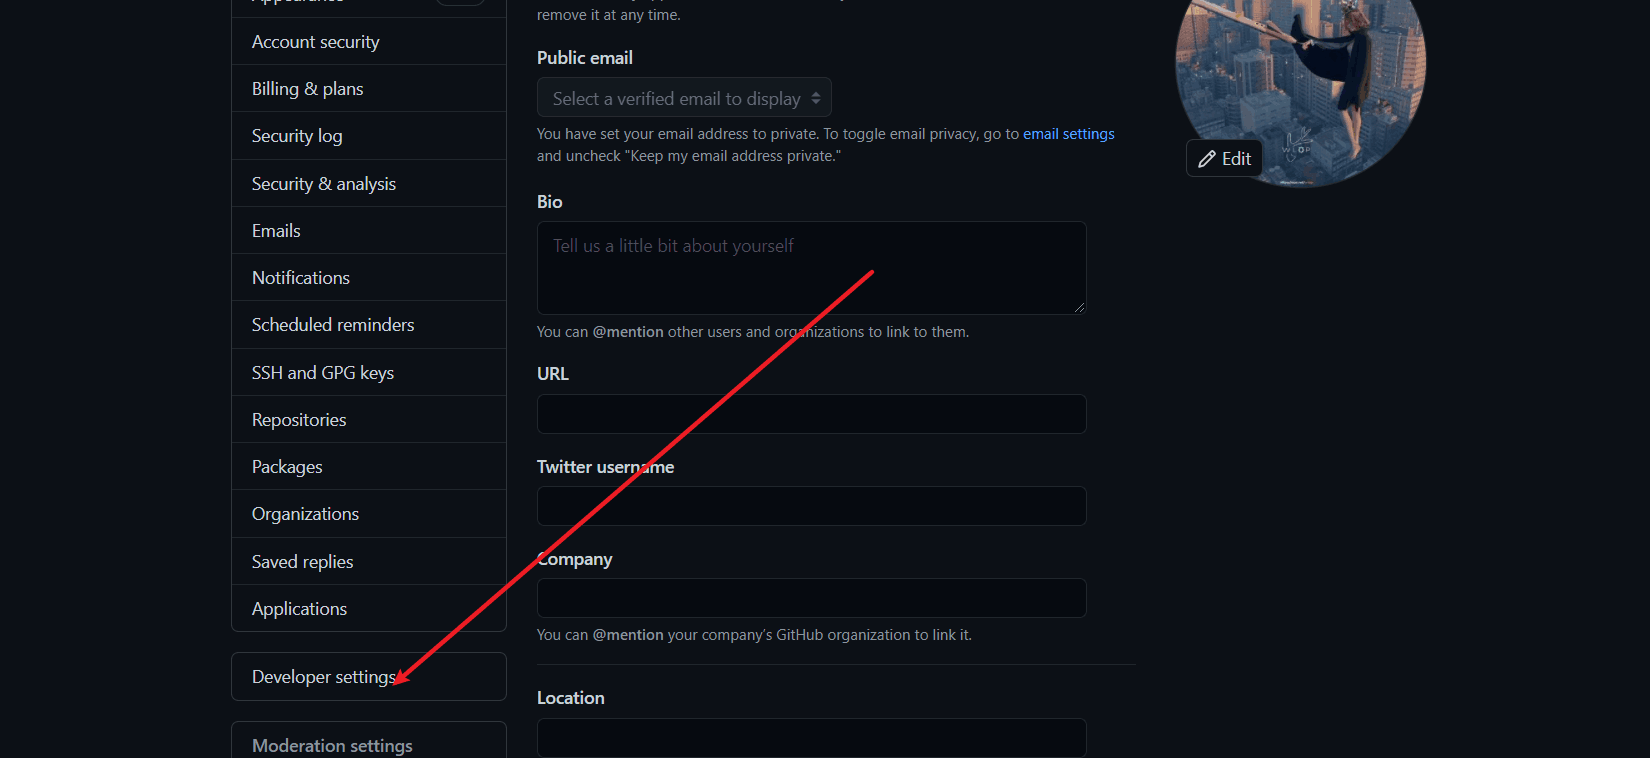 Appearance
Account security
Billing & plans
Security log
Security & analysis
Emails
Notifications
Scheduled reminders
SSH and GPG keys
Repositories
Packages
Organizations
Saved replies
Applications
Developer settings
Moderation settings
remove it at any time.
Public email
Select a verified email to display
You have set your email address to private. To toggle email privacy, go to email settings
and uncheck "Keep my email address private."
Bio
Tell us a little bit about yourself
You can @mention other users and organizations to link to them.
URL
Twitter username
Company
You can @mention your company's GitHub organization to link it.
Location
Edit
WLOP